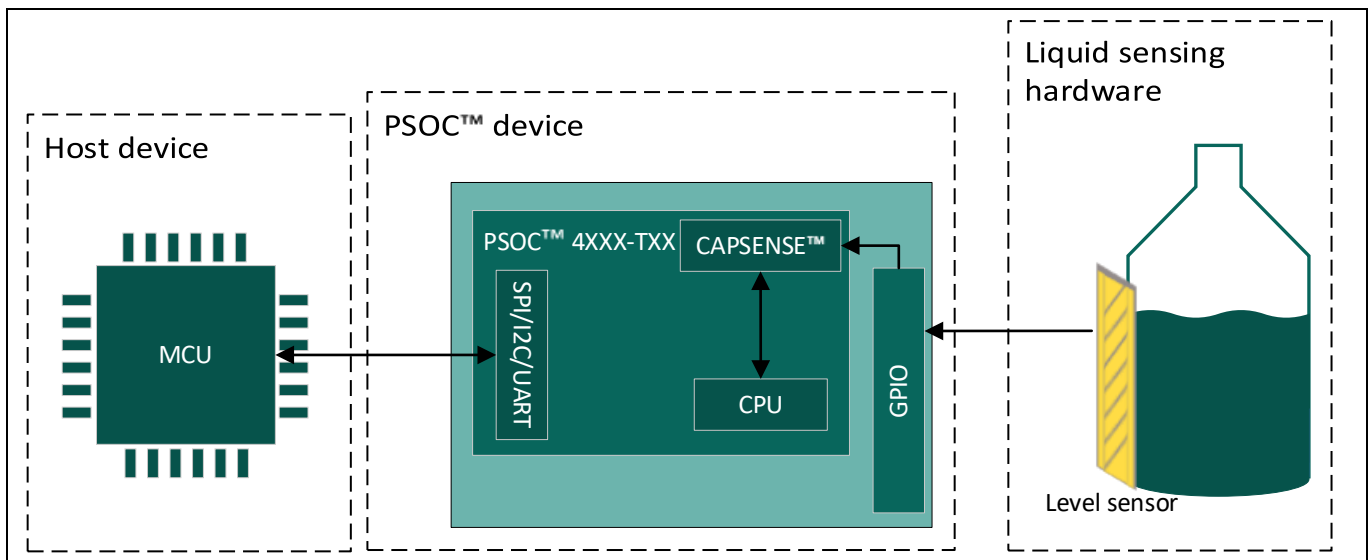 Host device
MCU
PSOC™ device
PSOC™ 4XXX-TXX
CAPSENSE™
SPI/I2C/UART
CPU
GPIO
Liquid sensing
hardware
Level sensor